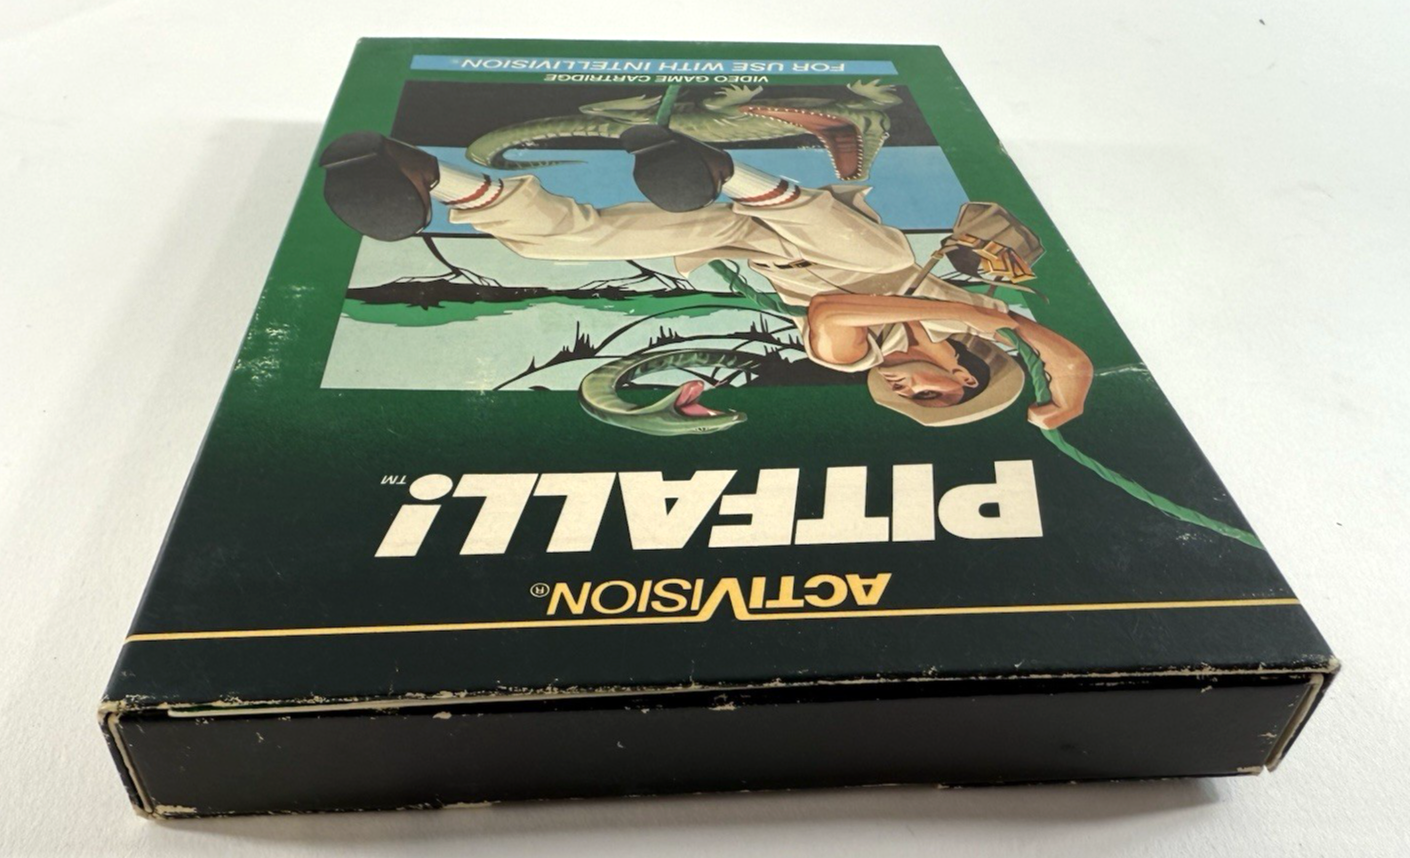 ACTIVISION®
PITFALL!™
VIDEO GAME CARTRIDGE
FOR USE WITH INTELLIVISION®